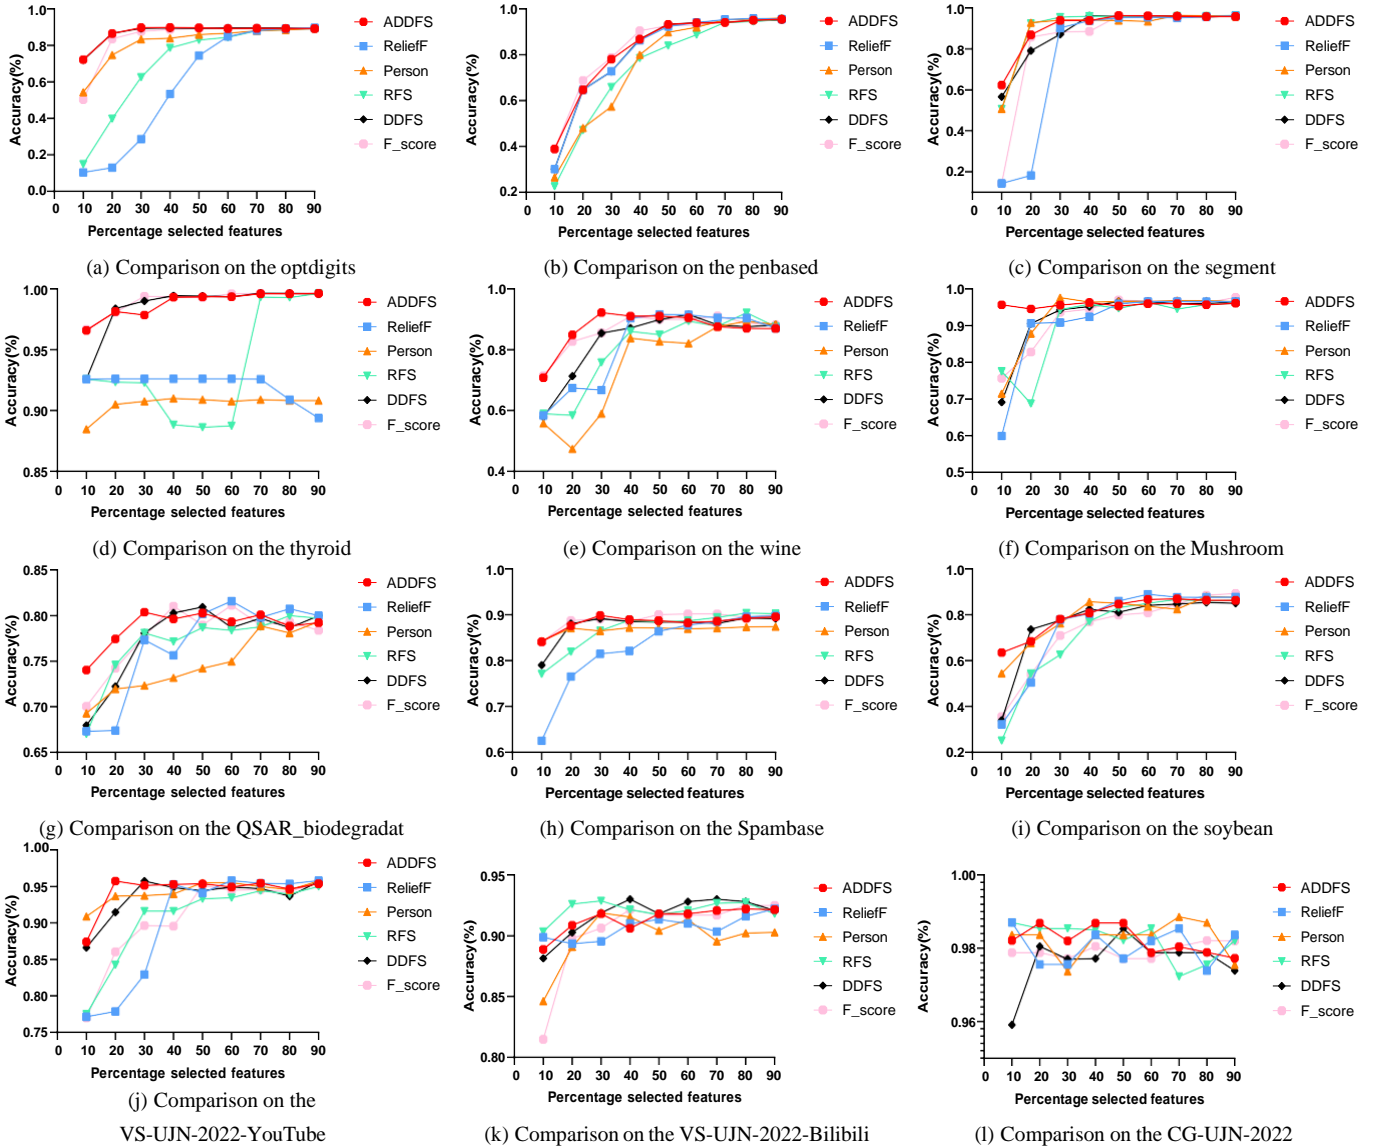 1.0
0.8
0.6
0.4
0.2
0.0
Accuracy(%)
0 10 20 30 40 50 60 70 80 90
Percentage selected features
ADDFS
ReliefF
Person
RFS
DDFS
F_score
(a) Comparison on the optdigits
1.0
0.8
0.6
0.4
0.2
Accuracy(%)
0 10 20 30 40 50 60 70 80 90
Percentage selected features
ADDFS
ReliefF
Person
RFS
DDFS
F_score
(b) Comparison on the penbased
1.0
0.8
0.6
0.4
0.2
Accuracy(%)
0 10 20 30 40 50 60 70 80 90
Percentage selected features
ADDFS
ReliefF
Person
RFS
DDFS
F_score
(c) Comparison on the segment
1.00
0.95
0.90
0.85
Accuracy(%)
0 10 20 30 40 50 60 70 80 90
Percentage selected features
ADDFS
ReliefF
Person
RFS
DDFS
F_score
(d) Comparison on the thyroid
1.0
0.8
0.6
0.4
Accuracy(%)
0 10 20 30 40 50 60 70 80 90
Percentage selected features
ADDFS
ReliefF
Person
RFS
DDFS
F_score
(e) Comparison on the wine
1.0
0.9
0.8
0.7
0.6
0.5
Accuracy(%)
0 10 20 30 40 50 60 70 80 90
Percentage selected features
ADDFS
ReliefF
Person
RFS
DDFS
F_score
(f) Comparison on the Mushroom
0.85
0.80
0.75
0.70
0.65
Accuracy(%)
0 10 20 30 40 50 60 70 80 90
Percentage selected features
ADDFS
ReliefF
Person
RFS
DDFS
F_score
(g) Comparison on the QSAR_biodegradat
1.0
0.9
0.8
0.7
0.6
Accuracy(%)
0 10 20 30 40 50 60 70 80 90
Percentage selected features
ADDFS
ReliefF
Person
RFS
DDFS
F_score
(h) Comparison on the Spambase
1.0
0.8
0.6
0.4
0.2
Accuracy(%)
0 10 20 30 40 50 60 70 80 90
Percentage selected features
ADDFS
ReliefF
Person
RFS
DDFS
F_score
(i) Comparison on the soybean
1.00
0.95
0.90
0.85
0.80
0.75
Accuracy(%)
0 10 20 30 40 50 60 70 80 90
Percentage selected features
ADDFS
ReliefF
Person
RFS
DDFS
F_score
(j) Comparison on the
VS-UJN-2022-YouTube
0.95
0.90
0.85
0.80
Accuracy(%)
0 10 20 30 40 50 60 70 80 90
Percentage selected features
ADDFS
ReliefF
Person
RFS
DDFS
F_score
(k) Comparison on the VS-UJN-2022-Bilibili
1.00
0.98
0.96
Accuracy(%)
0 10 20 30 40 50 60 70 80 90
Percentage selected features
ADDFS
ReliefF
Person
RFS
DDFS
F_score
(l) Comparison on the CG-UJN-2022